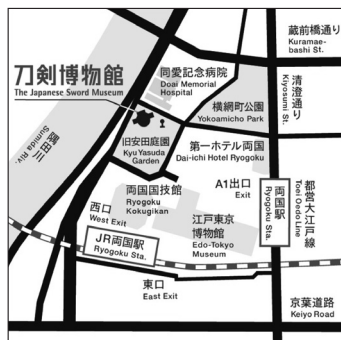 蔵前橋通り
Kuramae-
bashi St.
刀剣博物館
The Japanese Sword Museum
同愛記念病院
Doai Memorial
Hospital
清澄通り
Kiyosumi St.
横網町公園
Yokoamicho Park
隅田川
Sumida Riv.
旧安田庭園
Kyu Yasuda
Garden
第一ホテル両国
Dai-ichi Hotel Ryogoku
両国国技館
Ryogoku
Kokugikan
A1出口
Exit
両国駅
Ryogoku Sta.
都営大江戸線
Toei Oedo Line
西口
West Exit
江戸東京
博物館
Edo-Tokyo
Museum
JR両国駅
Ryogoku Sta.
東口
East Exit
京葉道路
Keiyo Road